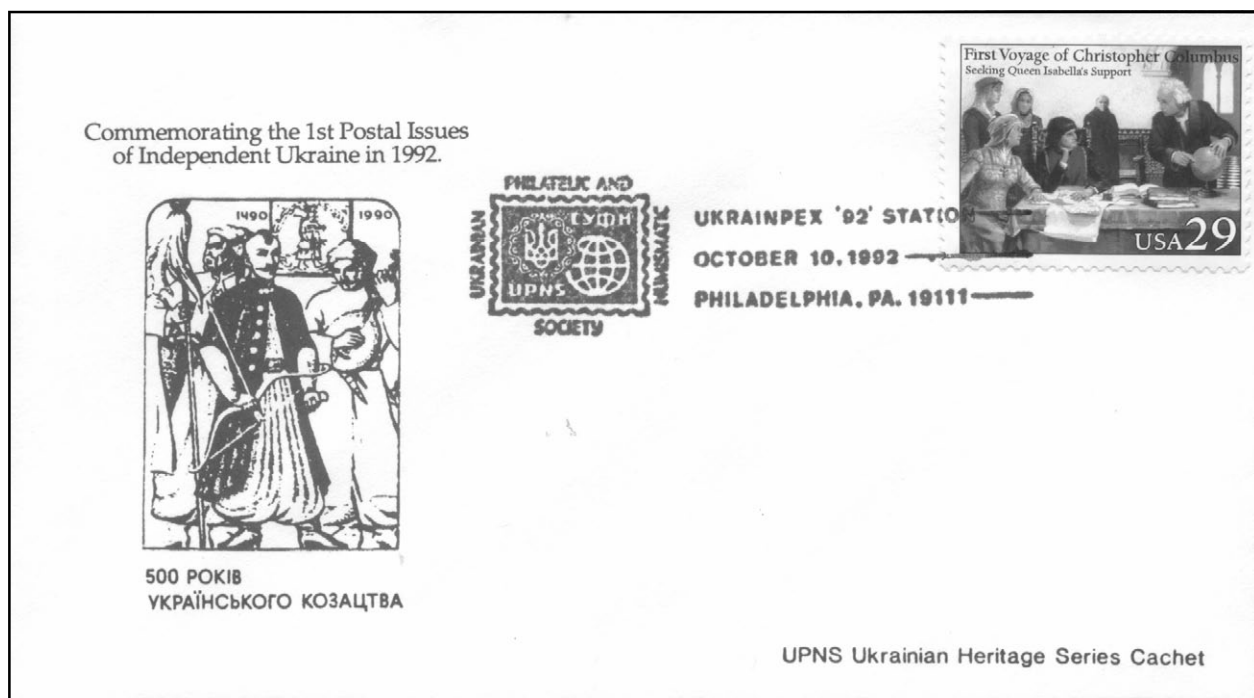 First Voyage of Christopher Columbus
Seeking Queen Isabella's Support
USA29
Commemorating the 1st Postal Issues
of Independent Ukraine in 1992.
1490 1990
PHILATELIC AND
UKRAINIAN
NUMISMATIC
СУФН
UPNS
SOCIETY
UKRAINPEX '92' STATION
OCTOBER 10, 1992
PHILADELPHIA, PA. 19111
500 РОКІВ
УКРАЇНСЬКОГО КОЗАЦТВА
UPNS Ukrainian Heritage Series Cachet